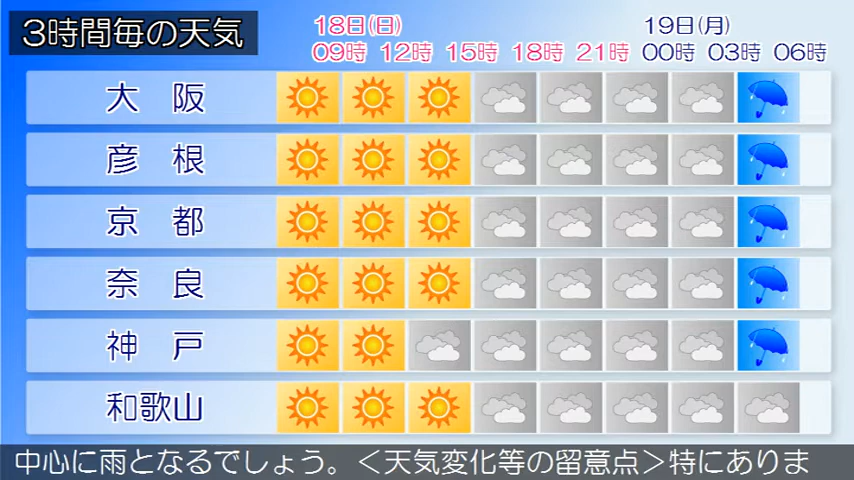 3時間毎の天気
18日(日) 19日(月)
09時 12時 15時 18時 21時 00時 03時 06時
大阪
彦根
京都
奈良
神戸
和歌山
中心に雨となるでしょう。＜天気変化等の留意点＞特にありま